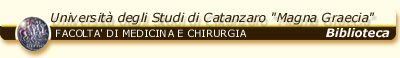 Università degli Studi di Catanzaro "Magna Graecia"
FACOLTA' DI MEDICINA E CHIRURGIA Biblioteca